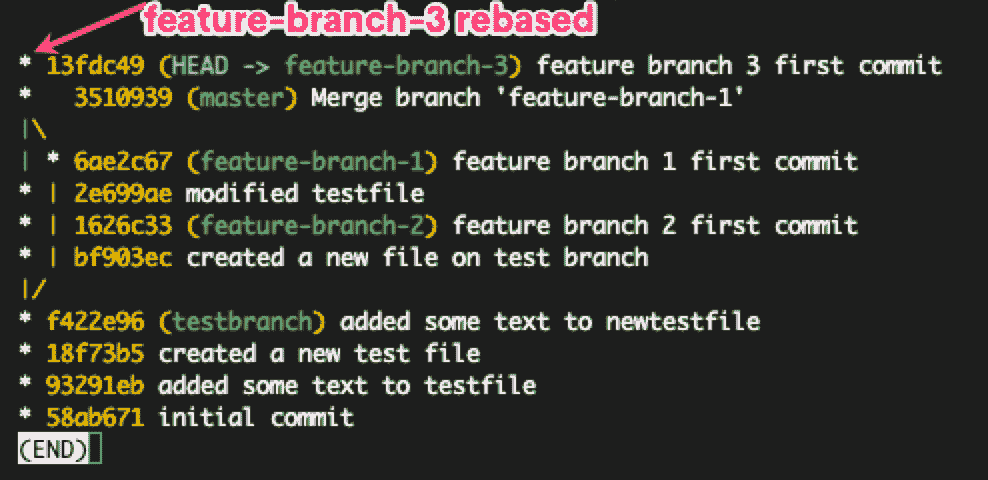 feature-branch-3 rebased
* 13fdc49 (HEAD -> feature-branch-3) feature branch 3 first commit
*   3510939 (master) Merge branch 'feature-branch-1'
|\
| * 6ae2c67 (feature-branch-1) feature branch 1 first commit
* | 2e699ae modified testfile
* | 1626c33 (feature-branch-2) feature branch 2 first commit
* | bf903ec created a new file on test branch
|/
* f422e96 (testbranch) added some text to newtestfile
* 18f73b5 created a new test file
* 93291eb added some text to testfile
* 58ab671 initial commit
(END)